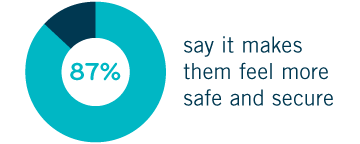 87%
say it makes
them feel more
safe and secure